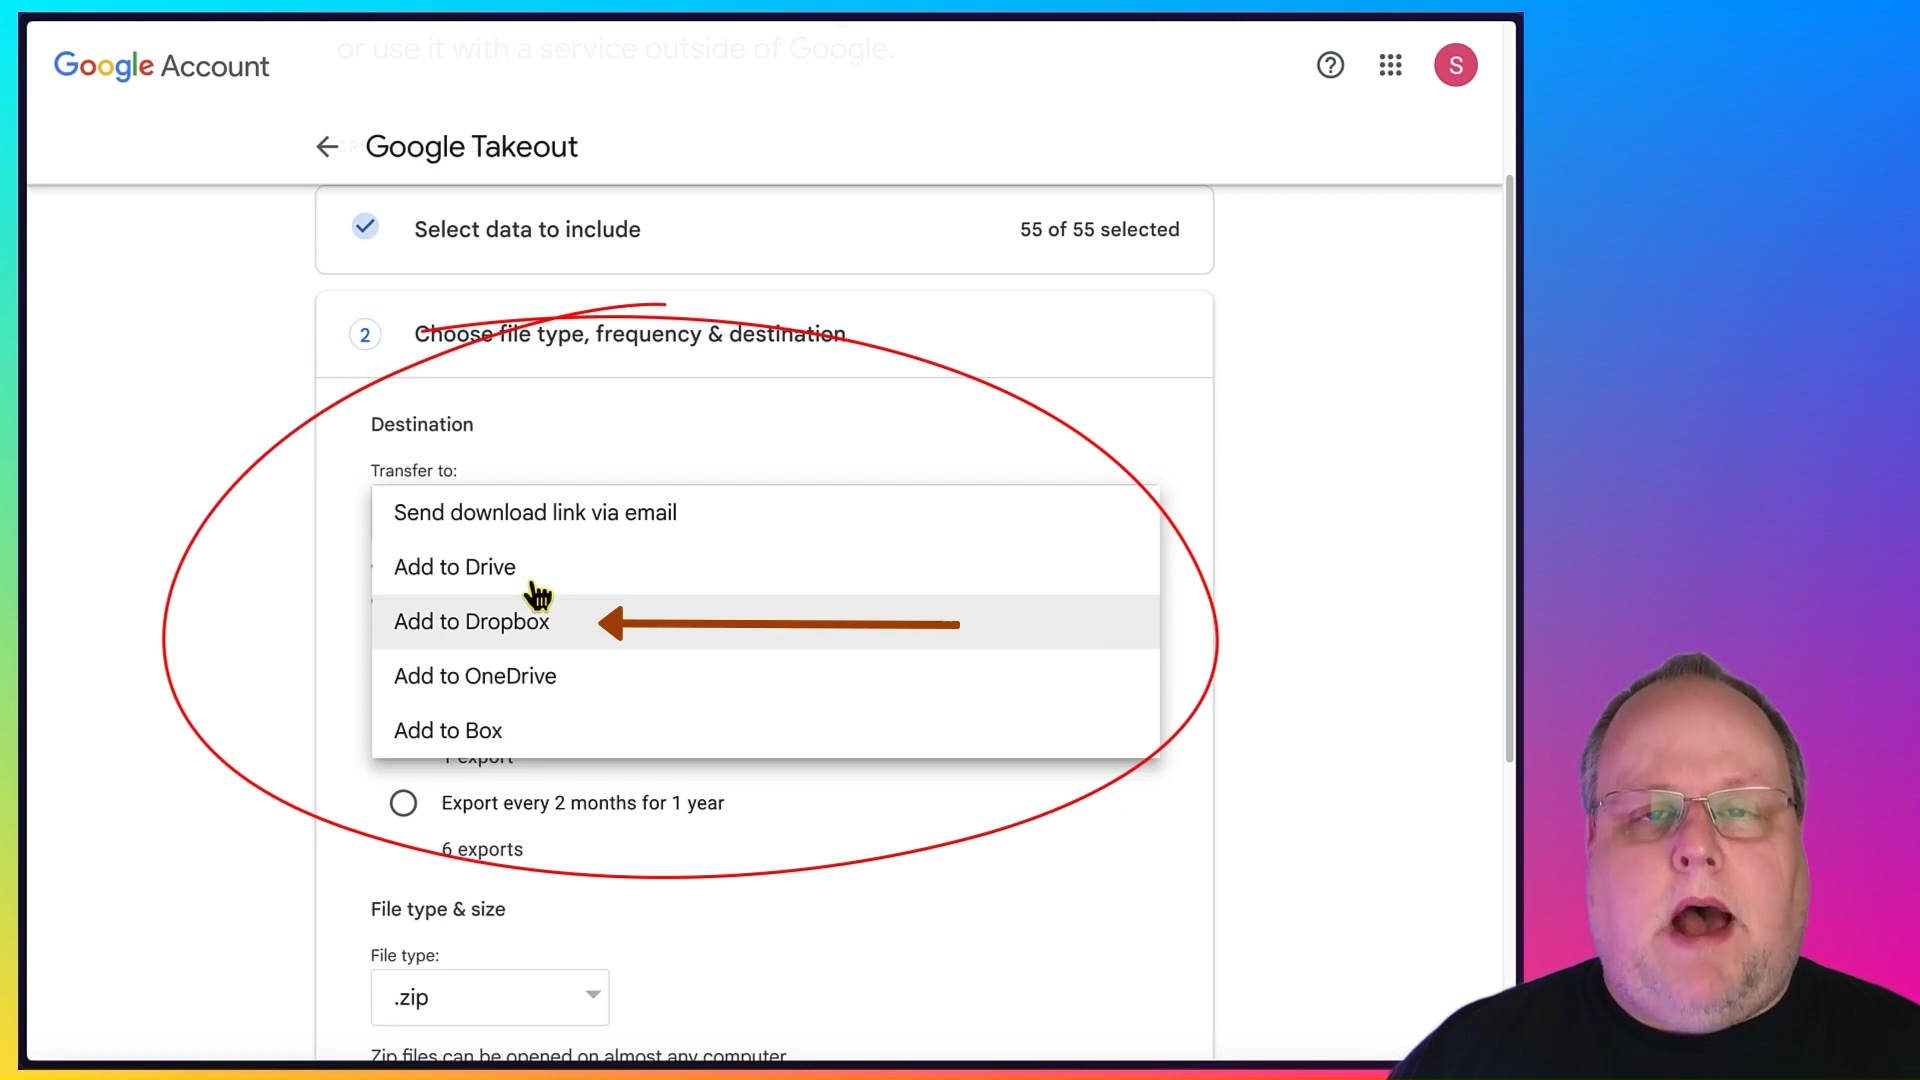 or use it with a service outside of Google.
Google Account
S
Google Takeout
Select data to include
55 of 55 selected
2
Choose file type, frequency & destination
Destination
Transfer to:
Send download link via email
Add to Drive
Add to Dropbox
Add to OneDrive
Add to Box
1 export
Export every 2 months for 1 year
6 exports
File type & size
File type:
.zip
Zip files can be opened on almost any computer